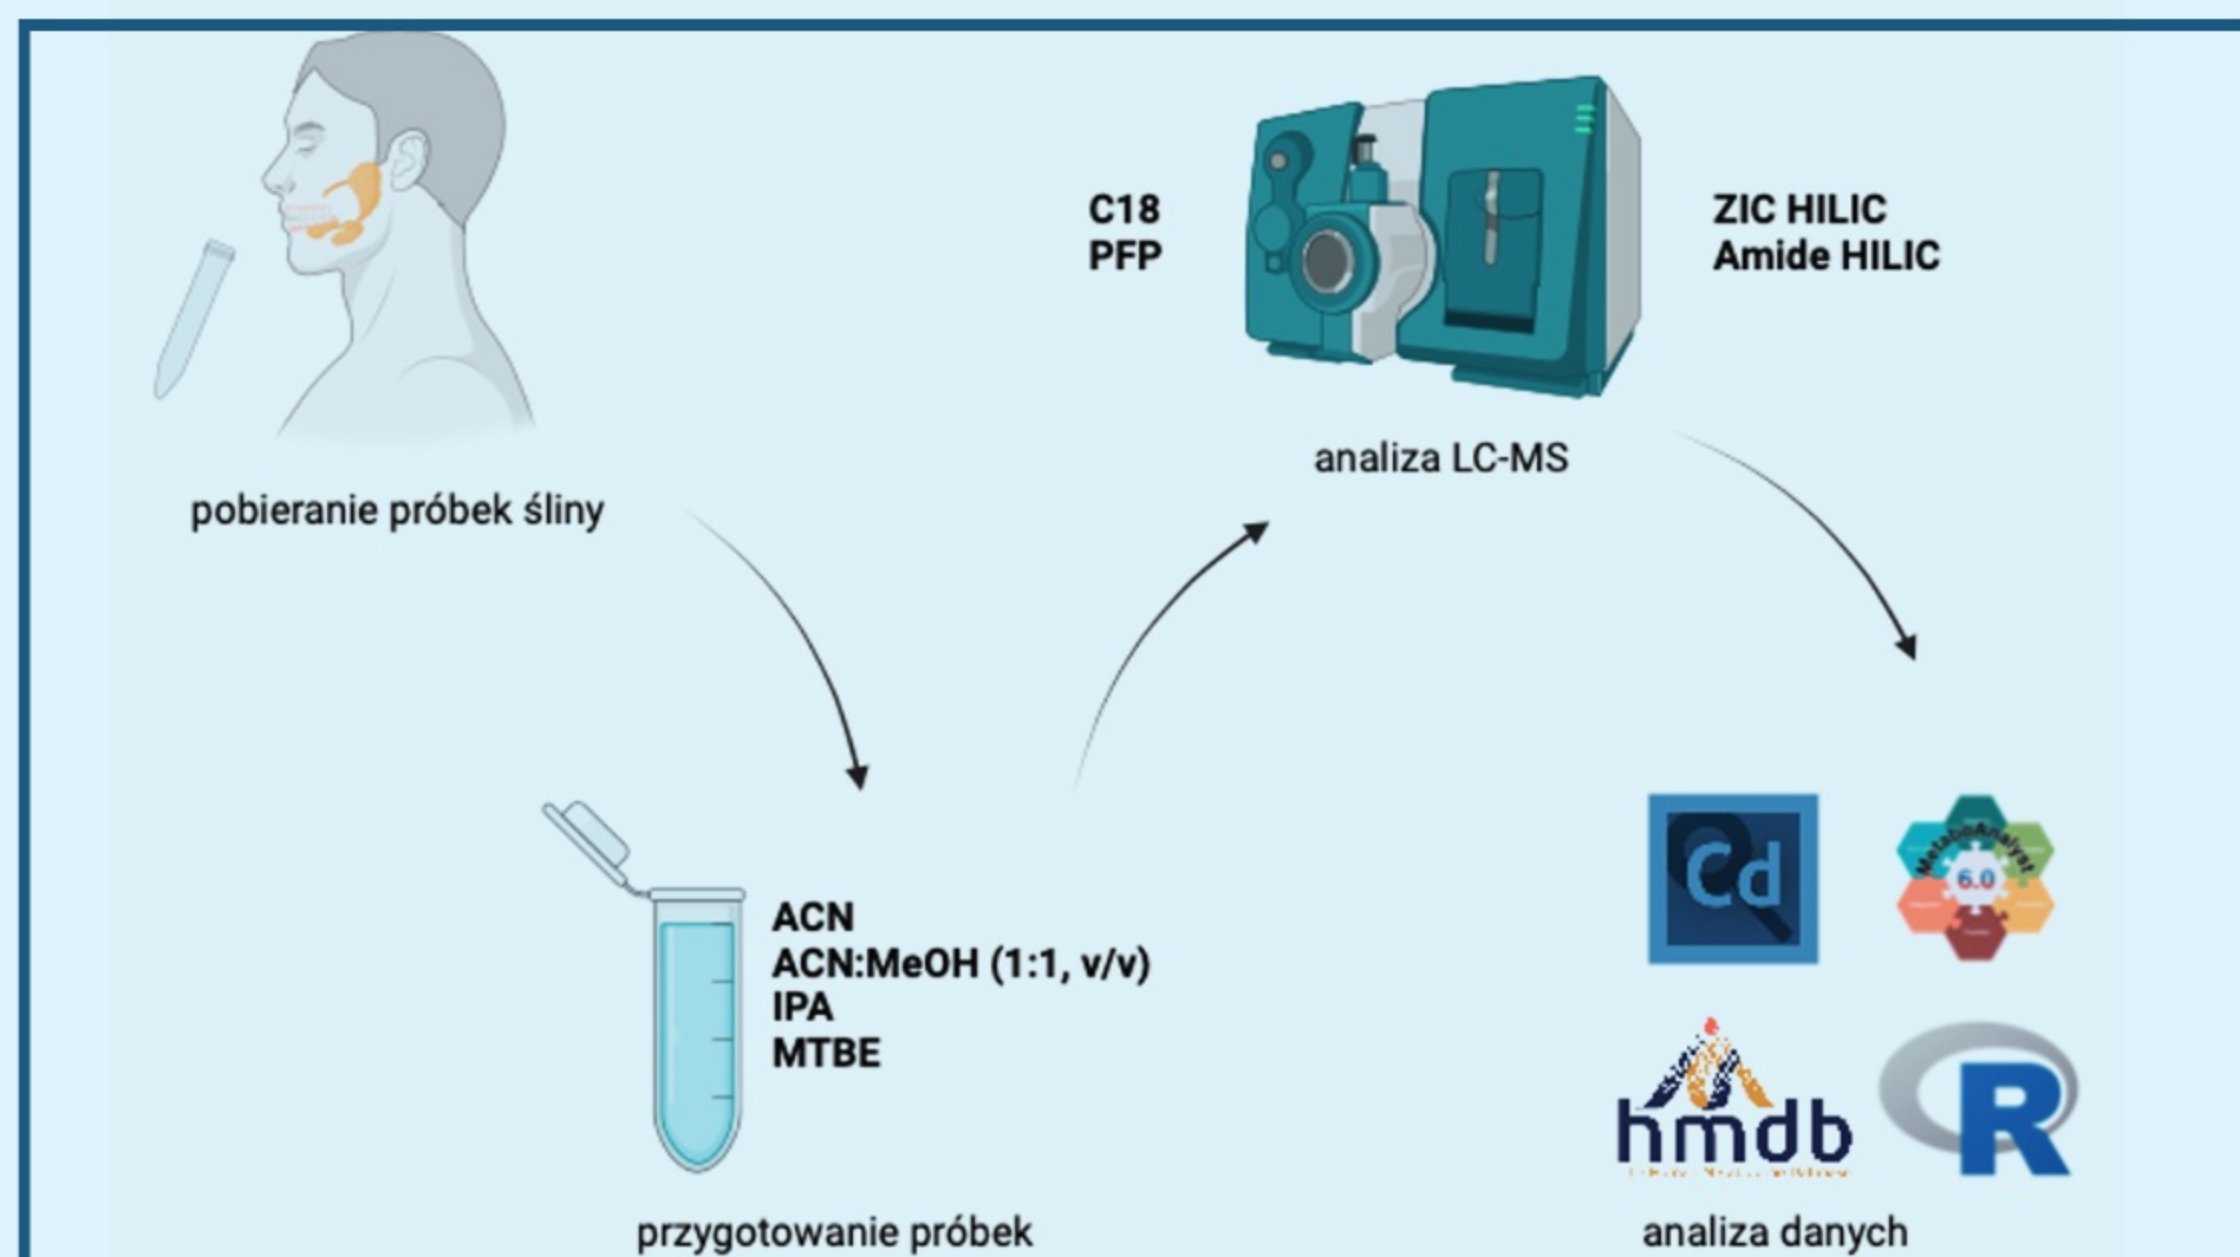 pobieranie próbek śliny
ACN
ACN:MeOH (1:1, v/v)
IPA
MTBE
przygotowanie próbek
C18
PFP
ZIC HILIC
Amide HILIC
analiza LC-MS
Cd
MetaboAnalyst
6.0
hmdb
R
analiza danych